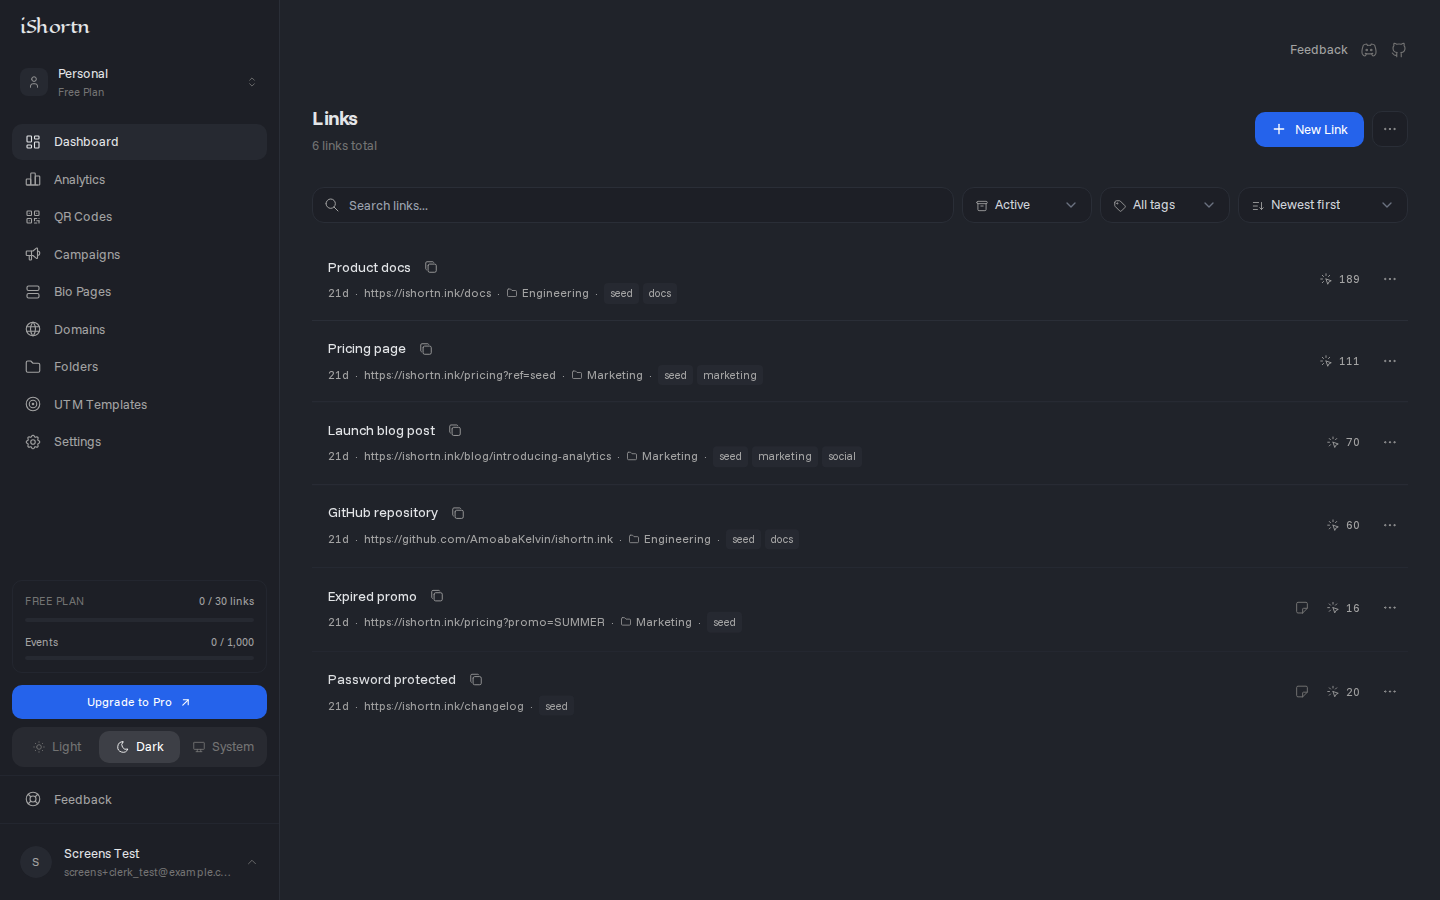 iShortn
Personal
Free Plan
Dashboard
Analytics
QR Codes
Campaigns
Bio Pages
Domains
Folders
UTM Templates
Settings
FREE PLAN 0 / 30 links
Events 0 / 1,000
Upgrade to Pro
Light Dark System
Feedback
S
Screens Test
screens+clerk_test@example.c...
Feedback
Links
6 links total
New Link
Search links...
Active
All tags
Newest first
Product docs
21d · https://ishortn.ink/docs · Engineering · seed docs
189
Pricing page
21d · https://ishortn.ink/pricing?ref=seed · Marketing · seed marketing
111
Launch blog post
21d · https://ishortn.ink/blog/introducing-analytics · Marketing · seed marketing social
70
GitHub repository
21d · https://github.com/AmoabaKelvin/ishortn.ink · Engineering · seed docs
60
Expired promo
21d · https://ishortn.ink/pricing?promo=SUMMER · Marketing · seed
16
Password protected
21d · https://ishortn.ink/changelog · seed
20